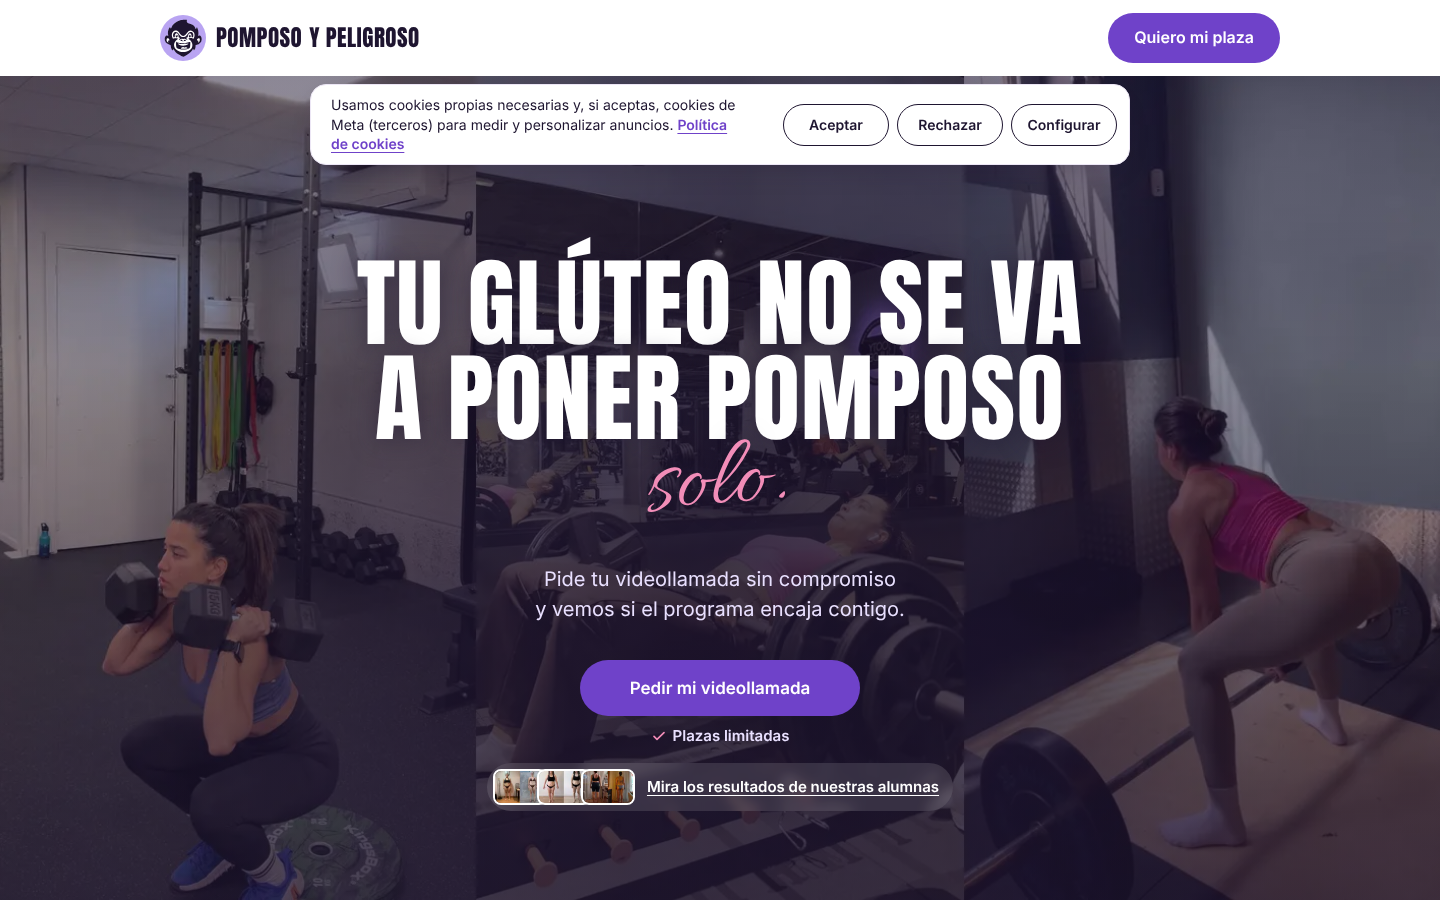 POMPOSO Y PELIGROSO
Quiero mi plaza
Usamos cookies propias necesarias y, si aceptas, cookies de
Meta (terceros) para medir y personalizar anuncios. Política
de cookies
Aceptar
Rechazar
Configurar
TU GLÚTEO NO SE VA
A PONER POMPOSO
solo.
Pide tu videollamada sin compromiso
y vemos si el programa encaja contigo.
Pedir mi videollamada
Plazas limitadas
Mira los resultados de nuestras alumnas
KingsBox